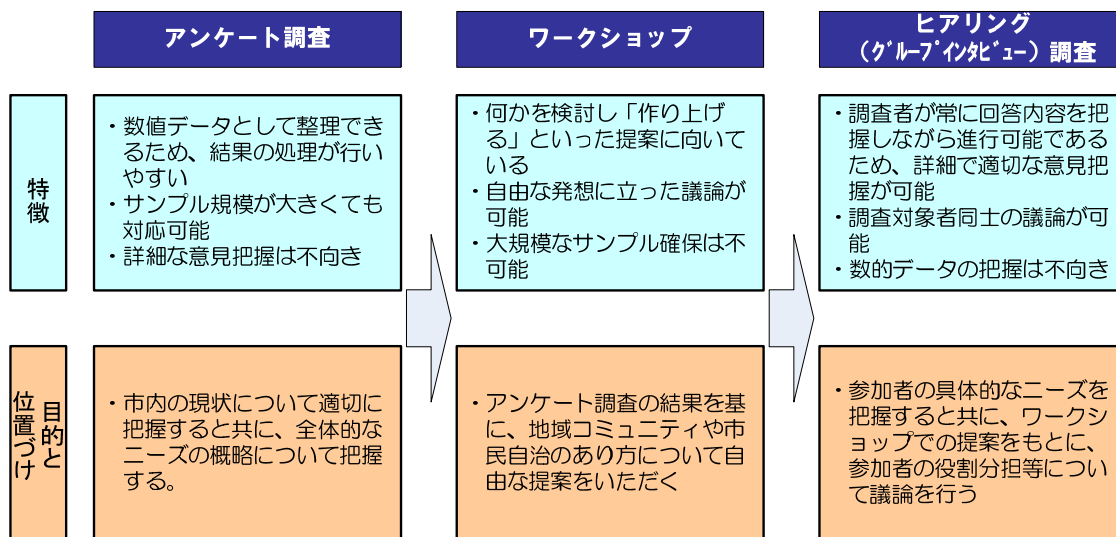 アンケート調査
ワークショップ
ヒアリング
（グループインタビュー）調査
特徴
・数値データとして整理でき
るため、結果の処理が行い
やすい
・サンプル規模が大きくても
対応可能
・詳細な意見把握は不向き
・何かを検討し「作り上げ
る」といった提案に向いて
いる
・自由な発想に立った議論が
可能
・大規模なサンプル確保は不
可能
・調査者が常に回答内容を把
握しながら進行可能である
ため、詳細で適切な意見把
握が可能
・調査対象者同士の議論が可
能
・数的データの把握は不向き
目的と
位置づけ
・市内の現状について適切に
把握すると共に、全体的な
ニーズの概略について把握
する。
・アンケート調査の結果を基
に、地域コミュニティや市
民自治のあり方について自
由な提案をいただく
・参加者の具体的なニーズを
把握すると共に、ワークシ
ョップでの提案をもとに、
参加者の役割分担等につい
て議論を行う